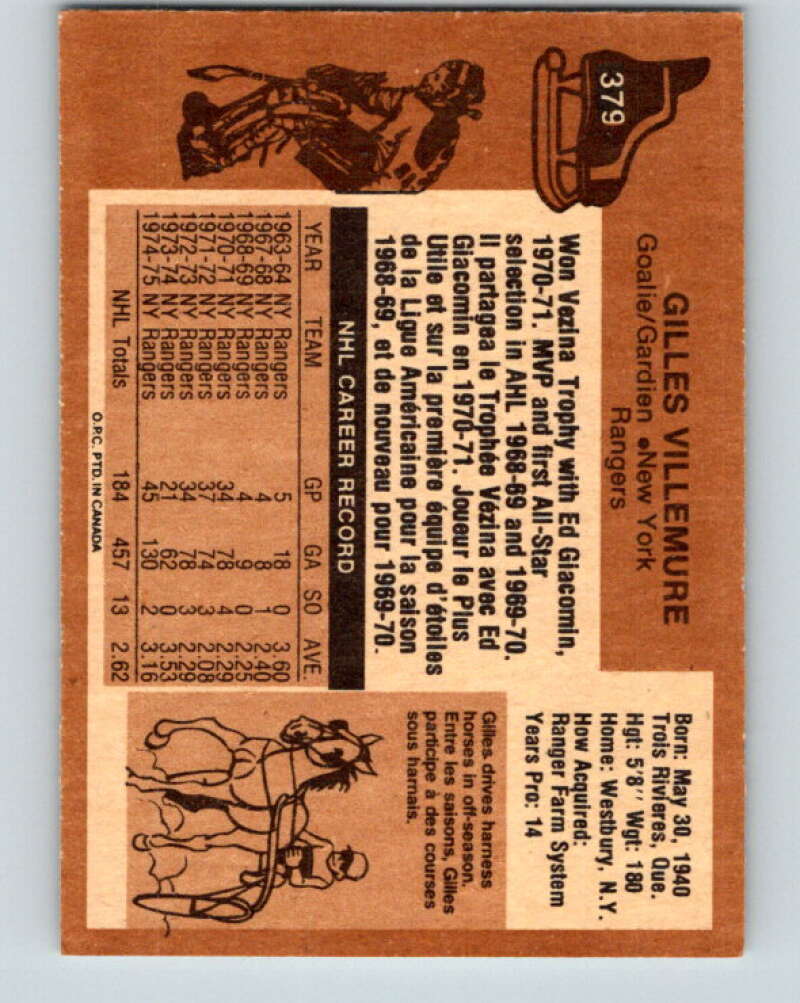 379
GILLES VILLEMURE
Goalie/Gardien •New York
Rangers
Born: May 30, 1940
Trois Rivieres, Que.
Hgt: 5'8'' Wgt: 180
Home: Westbury, N.Y.
How Acquired:
Ranger Farm System
Years Pro: 14
Won Vezina Trophy with Ed Giacomin,
1970-71. MVP and first All-Star
selection in AHL 1968-69 and 1969-70.
Il partagea le Trophée Vézina avec Ed
Giacomin en 1970-71. Joueur le Plus
Utile et sur la première équipe d'étoiles
de la Ligue Américaine pour la saison
1968-69, et de nouveau pour 1969-70.
NHL CAREER RECORD
YEAR TEAM GP GA SO AVE.
1963-64 NY Rangers 5 18 0 3.60
1967-68 NY Rangers 4 8 1 2.40
1968-69 NY Rangers 4 9 0 2.25
1970-71 NY Rangers 34 78 4 2.29
1971-72 NY Rangers 37 74 3 2.08
1972-73 NY Rangers 34 78 3 2.29
1973-74 NY Rangers 21 62 0 3.53
1974-75 NY Rangers 45 130 2 3.16
NHL Totals 184 457 13 2.62
Gilles drives harness
horses in off-season.
Entre les saisons, Gilles
participe à des courses
sous harnais.
O.P.C. PTD. IN CANADA